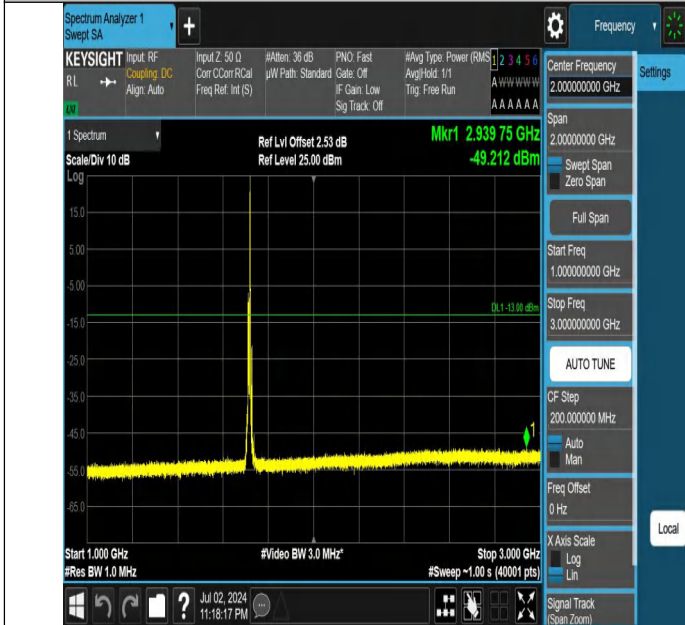 Spectrum Analyzer 1
Swept SA
+
Frequency
KEYSIGHT
RL
Input: RF
Coupling: DC
Align: Auto
Input Z: 50 Ω
Corr CCorr RCal
Freq Ref: Int (S)
#Atten: 36 dB
µW Path: Standard
PNO: Fast
Gate: Off
IF Gain: Low
Sig Track: Off
#Avg Type: Power (RMS
Avg|Hold: 1/1
Trig: Free Run
1 2 3 4 5 6
A W W W W W
A A A A A A
1 Spectrum
Scale/Div 10 dB
Log
Ref Lvl Offset 2.53 dB
Ref Level 25.00 dBm
Mkr1 2.939 75 GHz
-49.212 dBm
15.0
5.00
-5.00
-15.0
-25.0
-35.0
-45.0
-55.0
-65.0
DL1 -13.00 dBm
1
Start 1.000 GHz
#Res BW 1.0 MHz
#Video BW 3.0 MHz*
Stop 3.000 GHz
#Sweep ~1.00 s (40001 pts)
Jul 02, 2024
11:18:17 PM
Center Frequency
2.00000000 GHz
Span
2.00000000 GHz
Swept Span
Zero Span
Full Span
Start Freq
1.000000000 GHz
Stop Freq
3.000000000 GHz
AUTO TUNE
CF Step
200.000000 MHz
Auto
Man
Freq Offset
0 Hz
X Axis Scale
Log
Lin
Signal Track
(Span Zoom)
Settings
Local